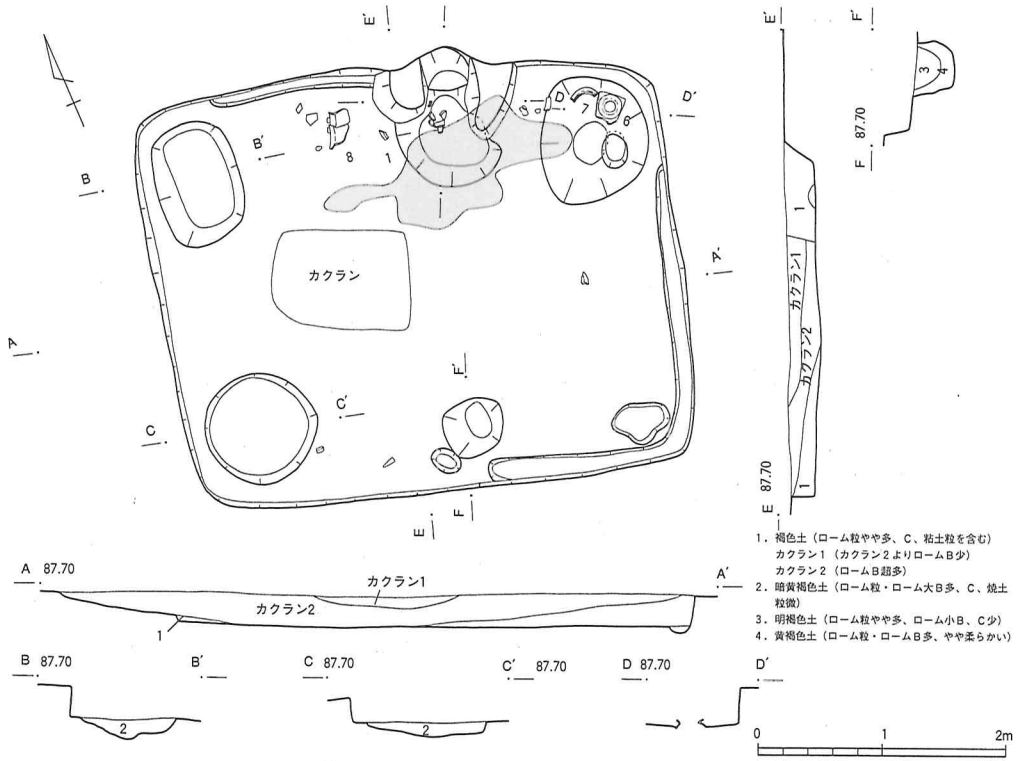 E′
E′
F′
D
D′
7
6
3
4
B′
8
1
87.70
F
B
1
A′
カクラン
カクラン1
カクラン2
A
F′
C′
C
87.70
1
E
F
E
1. 褐色土（ローム粒やや多、C、粘土粒を含む）
カクラン1（カクラン2よりロームB少）
カクラン2（ロームB超多）
2. 暗黄褐色土（ローム粒・ローム大B多、C、焼土
粒微）
3. 明褐色土（ローム粒やや多、ローム小B、C少）
4. 黄褐色土（ローム粒・ロームB多、やや柔らかい）
A 87.70
カクラン1
A′
カクラン2
1
B 87.70
B′
C 87.70
C′ 87.70
D 87.70
D′
2
2
0 1 2m